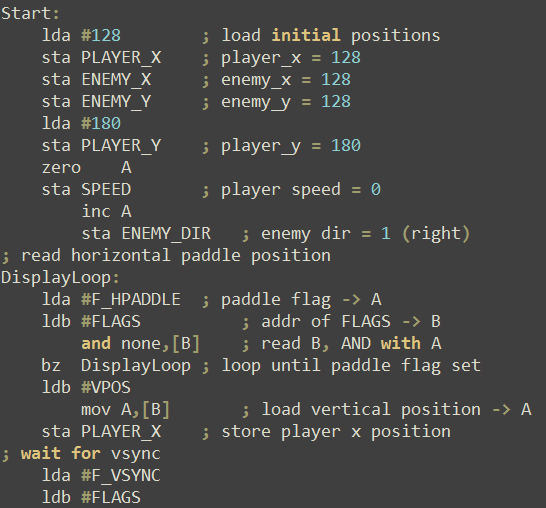 Start:
    lda #128        ; load initial positions
    sta PLAYER_X    ; player_x = 128
    sta ENEMY_X     ; enemy_x = 128
    sta ENEMY_Y     ; enemy_y = 128
    lda #180
    sta PLAYER_Y    ; player_y = 180
    zero    A
    sta SPEED       ; player speed = 0
        inc A
        sta ENEMY_DIR   ; enemy dir = 1 (right)
; read horizontal paddle position
DisplayLoop:
    lda #F_HPADDLE  ; paddle flag -> A
    ldb #FLAGS          ; addr of FLAGS -> B
        and none,[B]    ; read B, AND with A
    bz  DisplayLoop ; loop until paddle flag set
    ldb #VPOS
        mov A,[B]       ; load vertical position -> A
    sta PLAYER_X    ; store player x position
; wait for vsync
    lda #F_VSYNC
    ldb #FLAGS